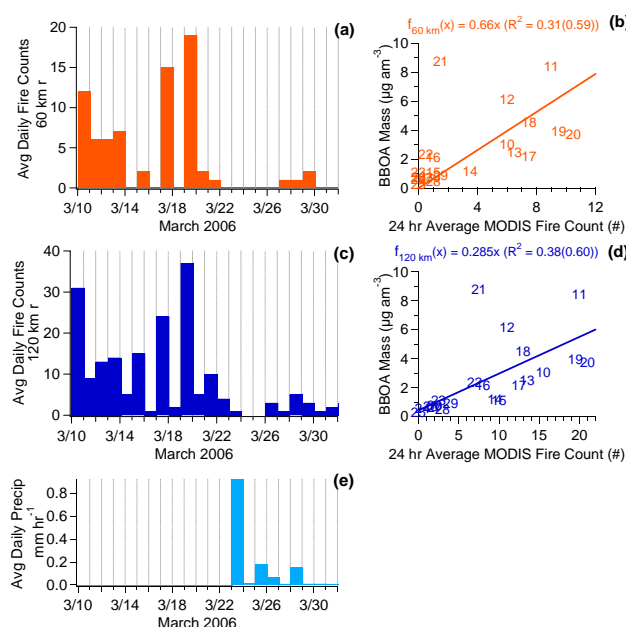 (a)
20
15
10
5
0
Avg Daily Fire Counts
60 km r
3/10 3/14 3/18 3/22 3/26 3/30
March 2006
f60 km(x) = 0.66x (R2 = 0.31(0.59)) (b)
10
8
6
4
2
0
BBOA Mass (µg am-3)
21 11 12 18 19 20 10 13 17 14 22 16
0 4 8 12
24 hr Average MODIS Fire Count (#)
(c)
40
30
20
10
0
Avg Daily Fire Counts
120 km r
3/10 3/14 3/18 3/22 3/26 3/30
March 2006
f120 km(x) = 0.285x (R2 = 0.38(0.60)) (d)
10
8
6
4
2
0
BBOA Mass (µg am-3)
21 11 12 18 19 20 10 13 17 22 16 14 15 23 29 28
0 5 10 15 20
24 hr Average MODIS Fire Count (#)
(e)
0.8
0.6
0.4
0.2
0.0
Avg Daily Precip
mm hr-1
3/10 3/14 3/18 3/22 3/26 3/30
March 2006